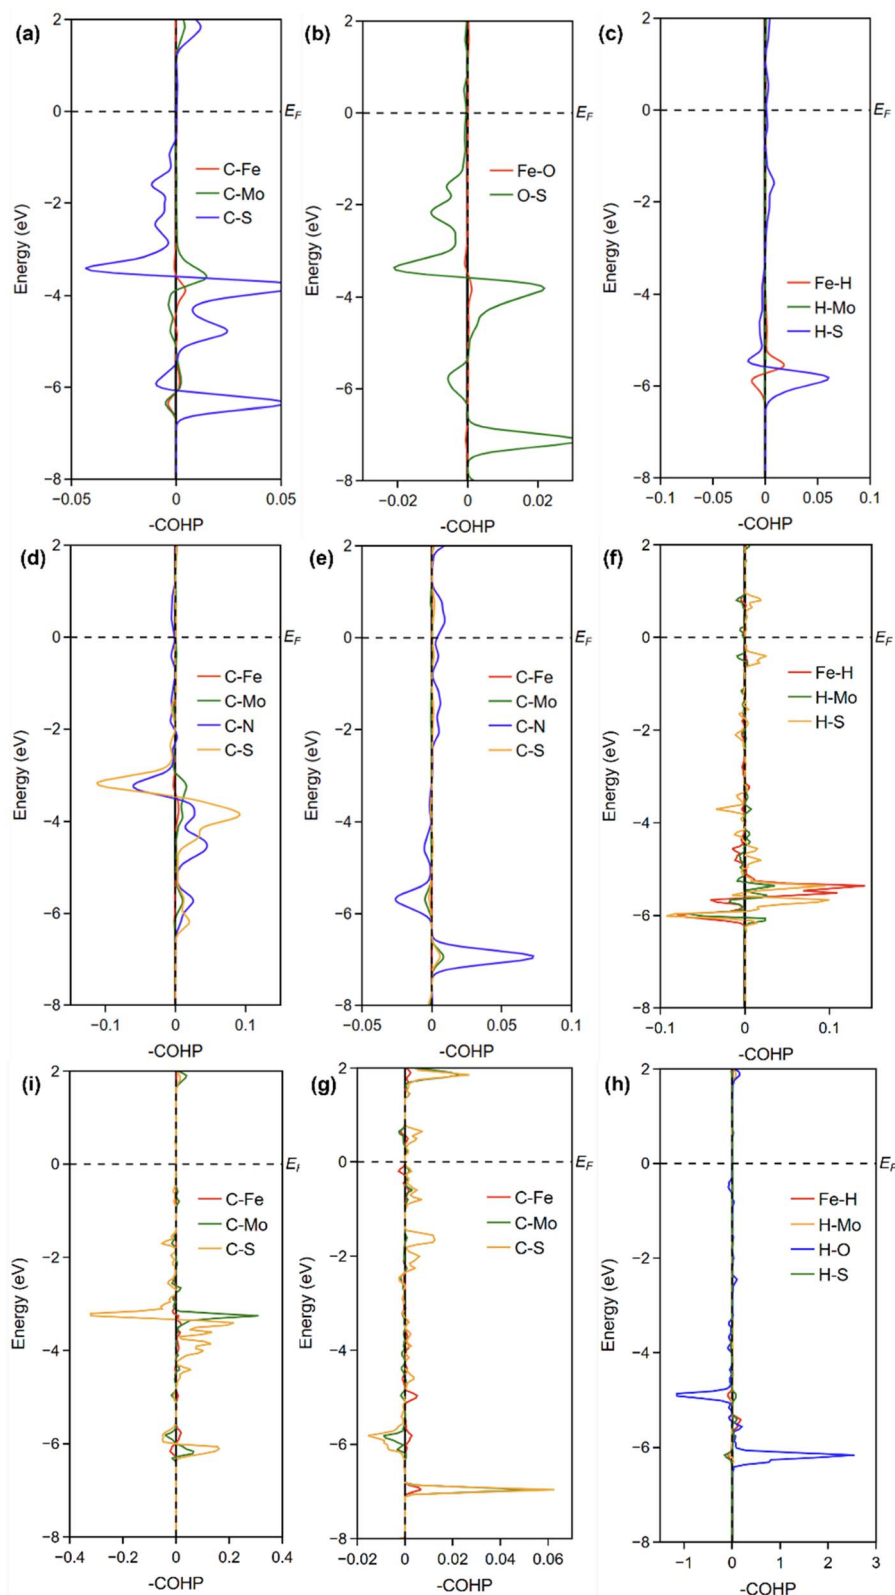 (a)
2
0
−2
−4
−6
−8
Energy (eV)
E_F
C-Fe
C-Mo
C-S
−0.05
0
0.05
-COHP
(b)
2
0
−2
−4
−6
−8
Energy (eV)
E_F
Fe-O
O-S
−0.02
0
0.02
-COHP
(c)
2
0
−2
−4
−6
−8
Energy (eV)
E_F
Fe-H
H-Mo
H-S
−0.1
−0.05
0
0.05
0.1
-COHP
(d)
2
0
−2
−4
−6
−8
Energy (eV)
E_F
C-Fe
C-Mo
C-N
C-S
−0.1
0
0.1
-COHP
(e)
2
0
−2
−4
−6
−8
Energy (eV)
E_F
C-Fe
C-Mo
C-N
C-S
−0.05
0
0.05
0.1
-COHP
(f)
2
0
−2
−4
−6
−8
Energy (eV)
E_F
Fe-H
H-Mo
H-S
−0.1
0
0.1
-COHP
(i)
2
0
−2
−4
−6
−8
Energy (eV)
E_F
C-Fe
C-Mo
C-S
−0.4
−0.2
0
0.2
0.4
-COHP
(g)
2
0
−2
−4
−6
−8
Energy (eV)
E_F
C-Fe
C-Mo
C-S
−0.02
0
0.02
0.04
0.06
-COHP
(h)
2
0
−2
−4
−6
−8
Energy (eV)
E_F
Fe-H
H-Mo
H-O
H-S
−1
0
1
2
3
-COHP